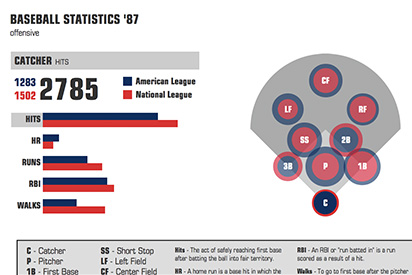 BASEBALL STATISTICS '87
offensive
CATCHER HITS
1283
1502
2785
American League
National League
HITS
HR
RUNS
RBI
WALKS
CF
LF
RF
SS
2B
3B
P
1B
C
C - Catcher
P - Pitcher
1B - First Base
SS - Short Stop
LF - Left Field
CF - Center Field
Hits - The act of safely reaching first base
after batting the ball into fair territory.
HR - A home run is a base hit in which the
RBI - An RBI or "run batted in" is a run
scored as a result of a hit.
Walks - To go to first base after the pitcher